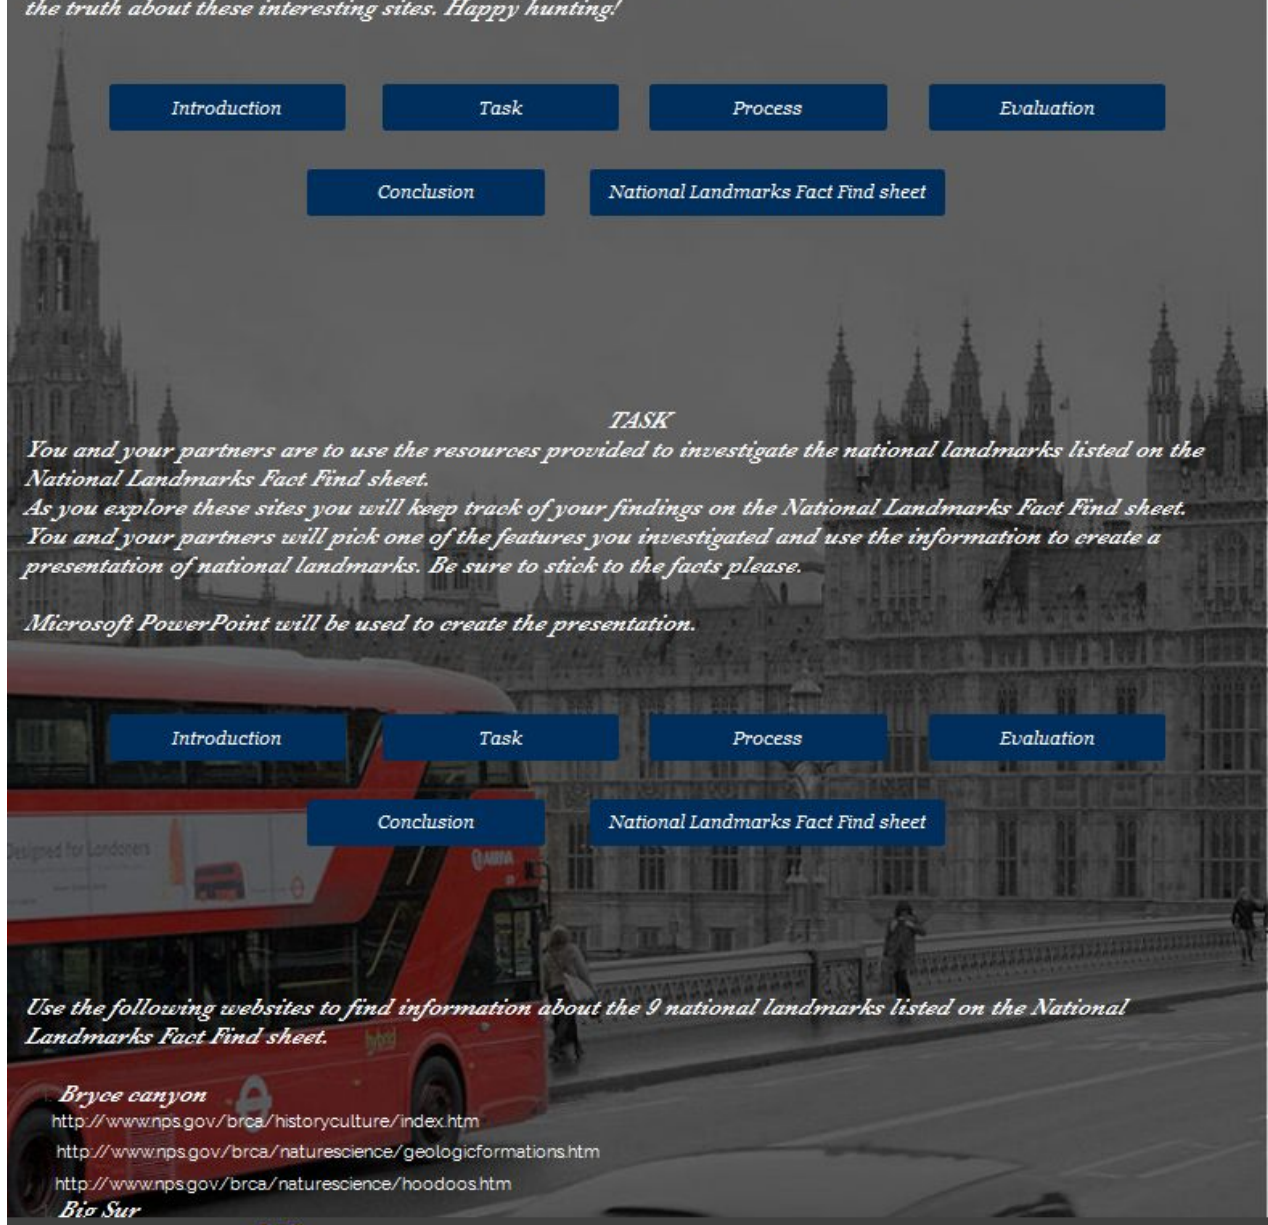 the truth about these interesting sites. Happy hunting!
Introduction
Task
Process
Evaluation
Conclusion
National Landmarks Fact Find sheet
TASK
You and your partners are to use the resources provided to investigate the national landmarks listed on the
National Landmarks Fact Find sheet.
As you explore these sites you will keep track of your findings on the National Landmarks Fact Find sheet.
You and your partners will pick one of the features you investigated and use the information to create a
presentation of national landmarks. Be sure to stick to the facts please.
Microsoft PowerPoint will be used to create the presentation.
Introduction
Task
Process
Evaluation
Conclusion
National Landmarks Fact Find sheet
Designed for Londoners
ARRIVA
Use the following websites to find information about the 9 national landmarks listed on the National
Landmarks Fact Find sheet.
hybrid
1. Bryce canyon
http://www.nps.gov/brca/historyculture/index.htm
http://www.nps.gov/brca/naturescience/geologicformations.htm
http://www.nps.gov/brca/naturescience/hoodoos.htm
Big Sur